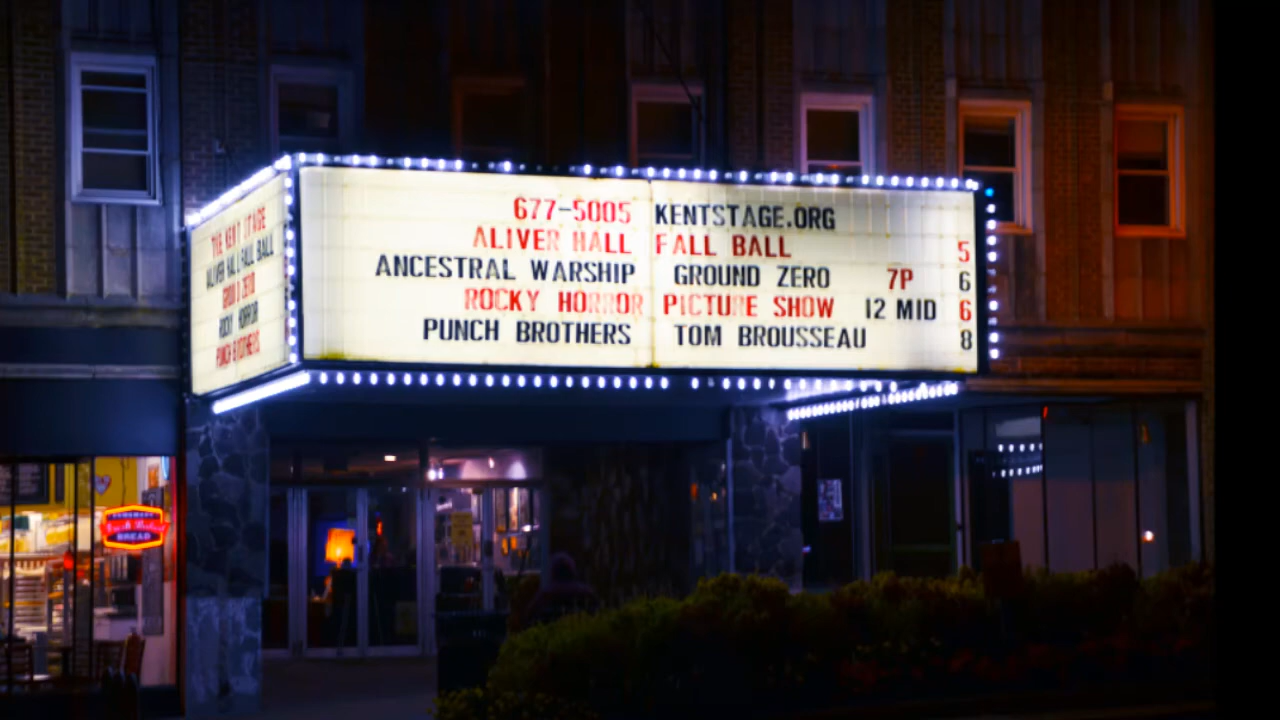 THE KENT STAGE
ALIVER HALL FALL BALL
GROUND ZERO
ROCKY HORROR
PUNCH BROTHERS
677-5005 KENTSTAGE.ORG
ALIVER HALL FALL BALL 5
ANCESTRAL WARSHIP GROUND ZERO 7P 6
ROCKY HORROR PICTURE SHOW 12 MID 6
PUNCH BROTHERS TOM BROUSSEAU 8
BREAD